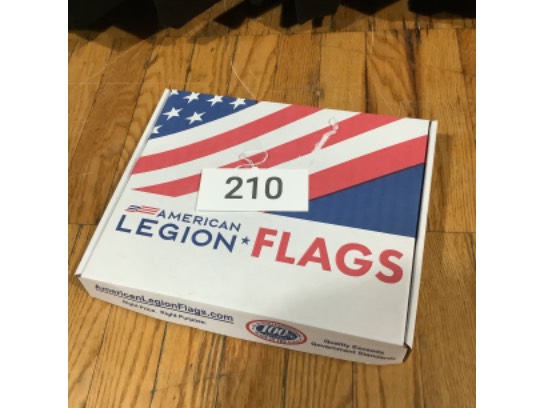 210
AMERICAN
LEGION FLAGS
AmericanLegionFlags.com
Right Price. Right Purpose.
100%
Quality Exceeds
Government Standards